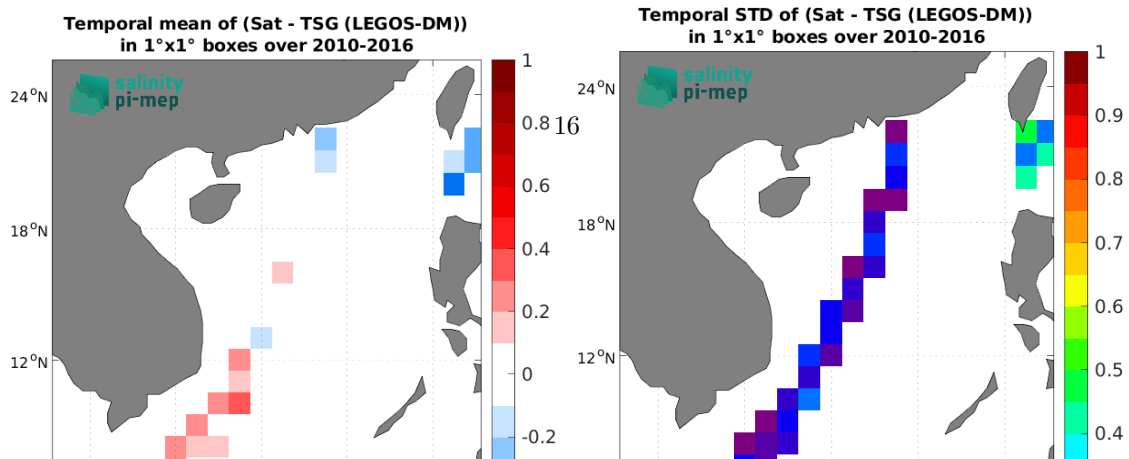 Temporal mean of (Sat - TSG (LEGOS-DM))
in 1°x1° boxes over 2010-2016
salinity
pi-mep
24°N
18°N
12°N
1
0.8
0.6
0.4
0.2
0
-0.2
16
Temporal STD of (Sat - TSG (LEGOS-DM))
in 1°x1° boxes over 2010-2016
salinity
pi-mep
24°N
18°N
12°N
1
0.9
0.8
0.7
0.6
0.5
0.4